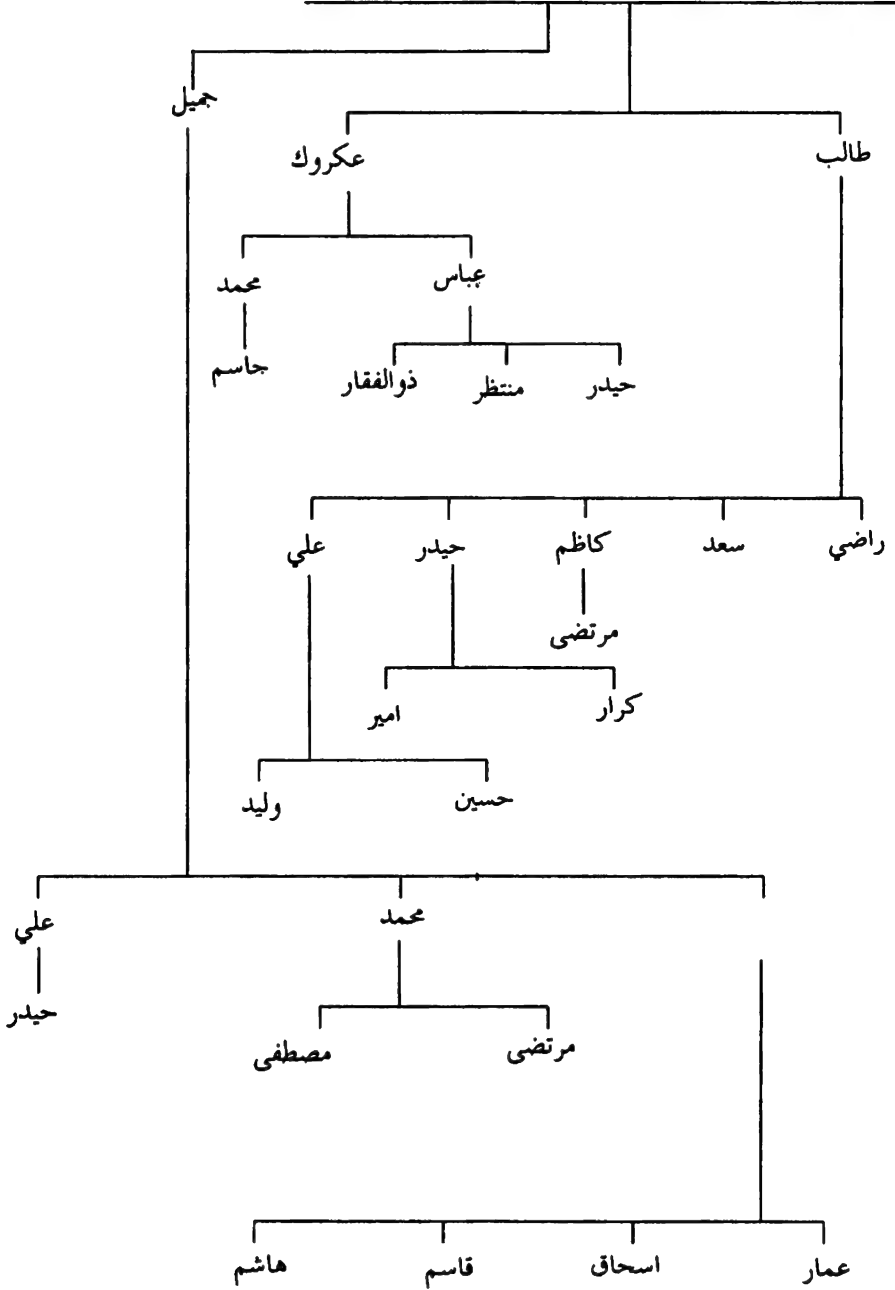 جميل
طالب
عكروك
عباس
محمد
جاسم
حيدر
منتظر
ذوالفقار
راضي
سعد
كاظم
حيدر
علي
مرتضى
كرار
امير
حسين
وليد
محمد
علي
حيدر
مرتضى
مصطفى
عمار
اسحاق
قاسم
هاشم